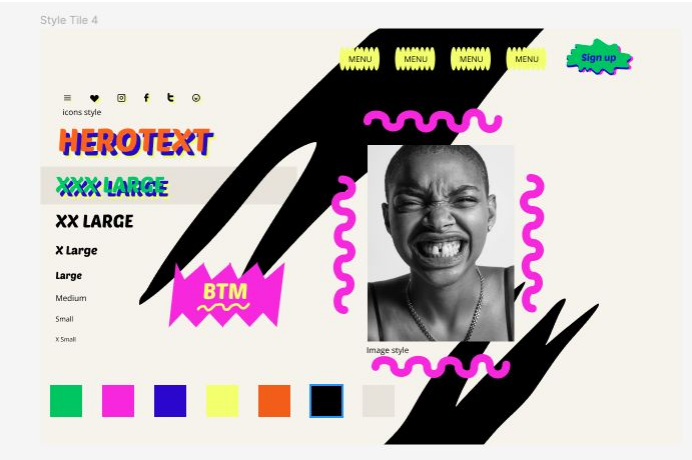 Style Tile 4
MENU MENU MENU MENU
Sign up
icons style
HEROTEXT
XXX LARGE
XX LARGE
X Large
Large
Medium
Small
X Small
BTM
Image style